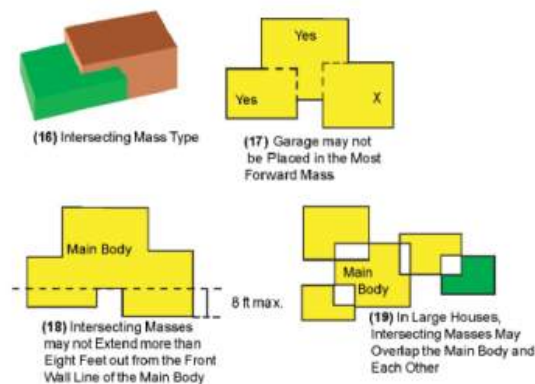 (16) Intersecting Mass Type
Yes
Yes
X
(17) Garage may not
be Placed in the Most
Forward Mass
Main Body
8 ft max.
(18) Intersecting Masses
may not Extend more than
Eight Feet out from the Front
Wall Line of the Main Body
Main
Body
(19) In Large Houses,
Intersecting Masses May
Overlap the Main Body and
Each Other